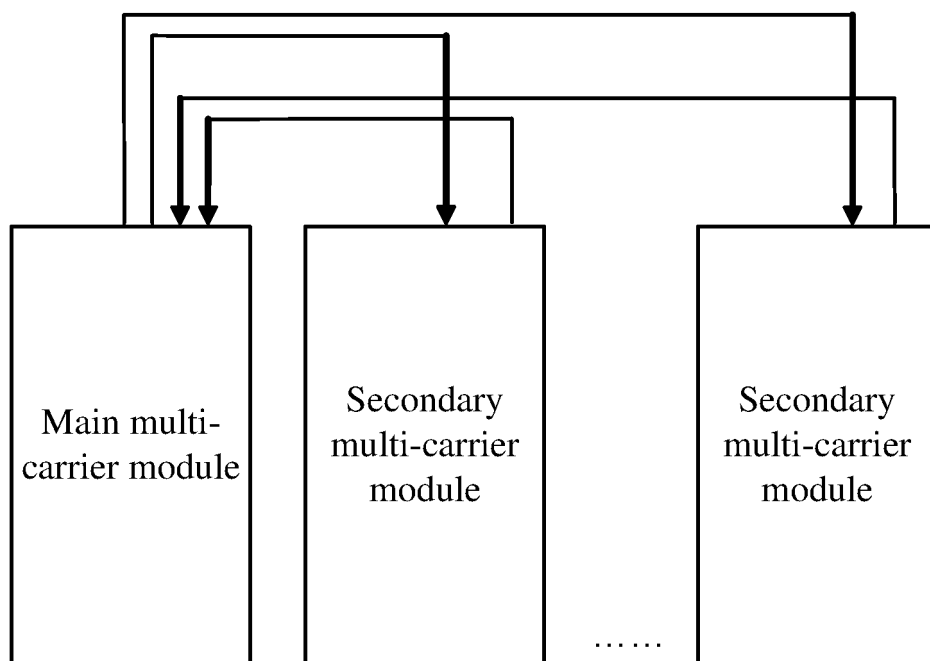 Main multi-
carrier module
Secondary
multi-carrier
module
Secondary
multi-carrier
module
……